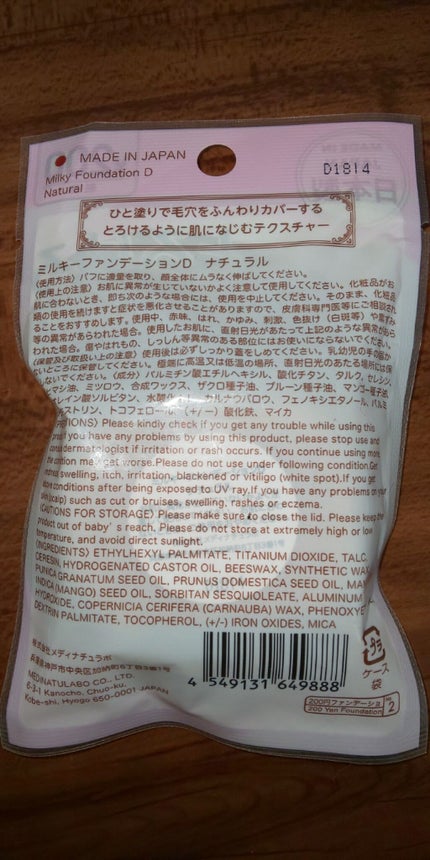 MADE IN JAPAN
D1814
Milky Foundation D
Natural
ひと塗りで毛穴をふんわりカバーする
とろけるように肌になじむテクスチャー
ミルキーファンデーションD ナチュラル
〈使用方法〉パフに適量を取り、顔全体にムラなく伸ばしてください。
〈使用上の注意〉お肌に異常が生じていないかよく注意して使用してください。化粧品がお
肌に合わないとき、即ち次のような場合には、使用を中止してください。そのまま、化粧品
類の使用を続けますと症状を悪化させることがありますので、皮膚科専門医等にご相談され
ることをおすすめします。使用中、赤味、はれ、かゆみ、刺激、色抜け(白斑等)や黒ずみ
等の異常があらわれた場合。使用したお肌に、直射日光があたって上記のような異常があら
われた場合。傷やはれもの、しっしん等異常のある部位にはお使いにならないでください。
〈保管及び取扱い上の注意〉使用後は必ずしっかり蓋をしめてください。乳幼児の手の届か
ないところに保管してください。極端に高温又は低温の場所、直射日光のあたる場所には保
しないでください。〈成分〉パルミチン酸エチルヘキシル、酸化チタン、タルク、セレシン、
マシ油、ミツロウ、合成ワックス、ザクロ種子油、プルーン種子油、マンゴー種子油、
レイン酸ソルビタン、水酸化 ルナウバロウ、フェノキシエタノール、パルミ
ストリン、トコフェロール、(+/-)酸化鉄、マイカ
TIONS) Please kindly check if you get any trouble while using this
f you have any problems by using this product, please stop use and
dermatologist if irritation or rash occurs. If you continue using more,
condition may get worse.Please do not use under following condition.Get
red, swelling, itch, irritation, blackened or vitiligo (white spot).If you get
conditions after being exposed to UV ray.If you have any problems on your
skin(scalp) such as cut or bruises, swelling, rashes or eczema.
(CAUTIONS FOR STORAGE) Please make sure to close the lid. Please keep the
product out of baby's reach. Please do not store at extremely high or low
temperature, and avoid direct sunlight.
(INGREDIENTS) ETHYLHEXYL PALMITATE, TITANIUM DIOXIDE, TALC,
CERESIN, HYDROGENATED CASTOR OIL, BEESWAX, SYNTHETIC WAX,
PUNICA GRANATUM SEED OIL, PRUNUS DOMESTICA SEED OIL,
INDICA (MANGO) SEED OIL, SORBITAN SESQUIOLEATE, ALUMINUM
HYDROXIDE, COPERNICIA CERIFERA (CARNAUBA) WAX, PHENOXYE
DEXTRIN PALMITATE, TOCOPHEROL, (+/-) IRON OXIDES, MICA
株式会社メディナチュラボ
兵庫県神戸市中央区加納町6丁目3番1号
MEDINATULABO CO., LTD.
6-3-1 Kanocho, Chuo-ku,
Kobe-shi, Hyogo 650-0001 JAPAN
4 549131 649888
ケース
袋
200円ファンデーション
200 Yen Foundation
No.
2